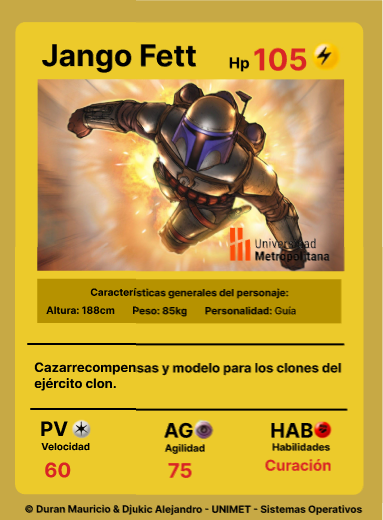 Jango Fett
Hp 105
Universidad
Metropolitana
Características generales del personaje:
Altura: 188cm Peso: 85kg Personalidad: Guía
Cazarrecompensas y modelo para los clones del
ejército clon.
PV AG HAB
Velocidad Agilidad Habilidades
60 75 Curación
© Duran Mauricio & Djukic Alejandro - UNIMET - Sistemas Operativos